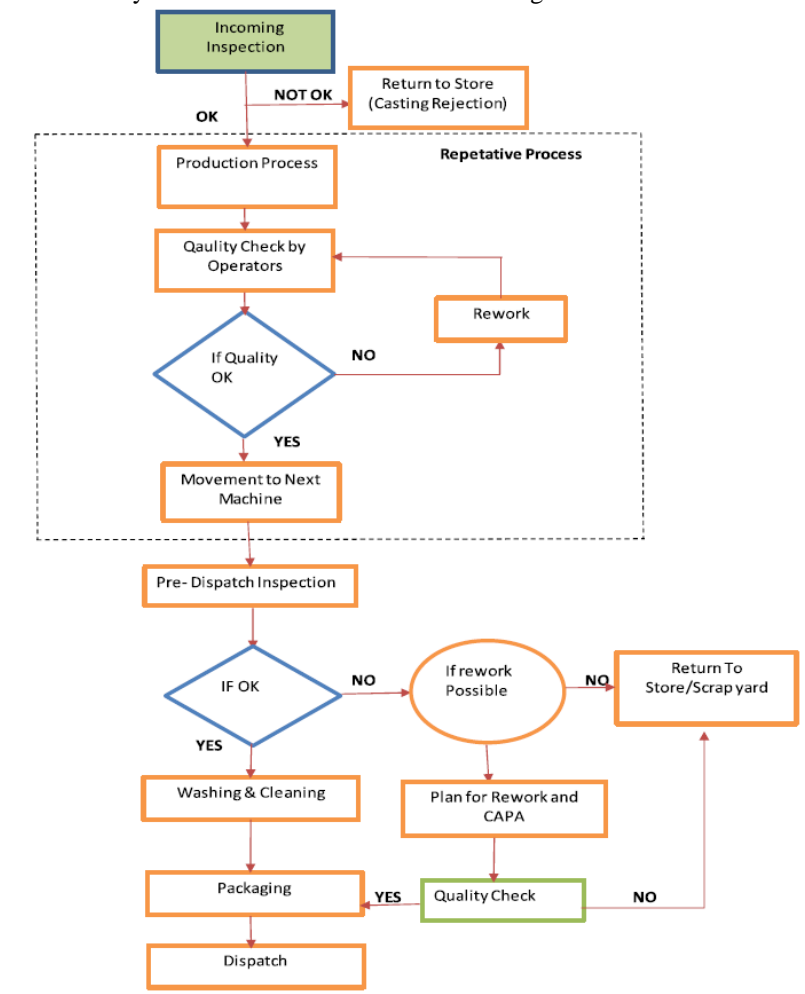 Incoming
Inspection
NOT OK
Return to Store
(Casting Rejection)
OK
Repetative Process
Production Process
Qaulity Check by
Operators
Rework
If Quality
OK
NO
YES
Movement to Next
Machine
Pre- Dispatch Inspection
IF OK
NO
If rework
Possible
NO
Return To
Store/Scrap yard
YES
Washing & Cleaning
Plan for Rework and
CAPA
Packaging
YES
Quality Check
NO
Dispatch